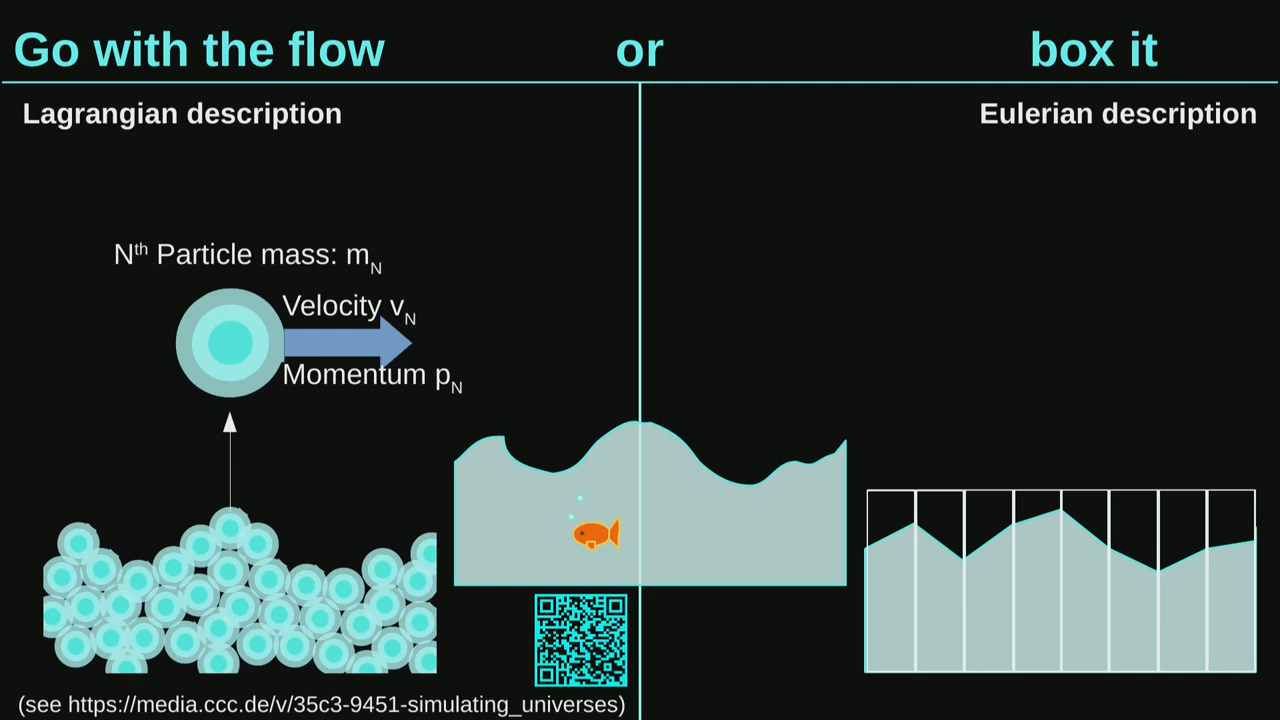 Go with the flow or box it
Lagrangian description
Eulerian description
Nth Particle mass: mN
Velocity vN
Momentum pN
(see https://media.ccc.de/v/35c3-9451-simulating_universes)